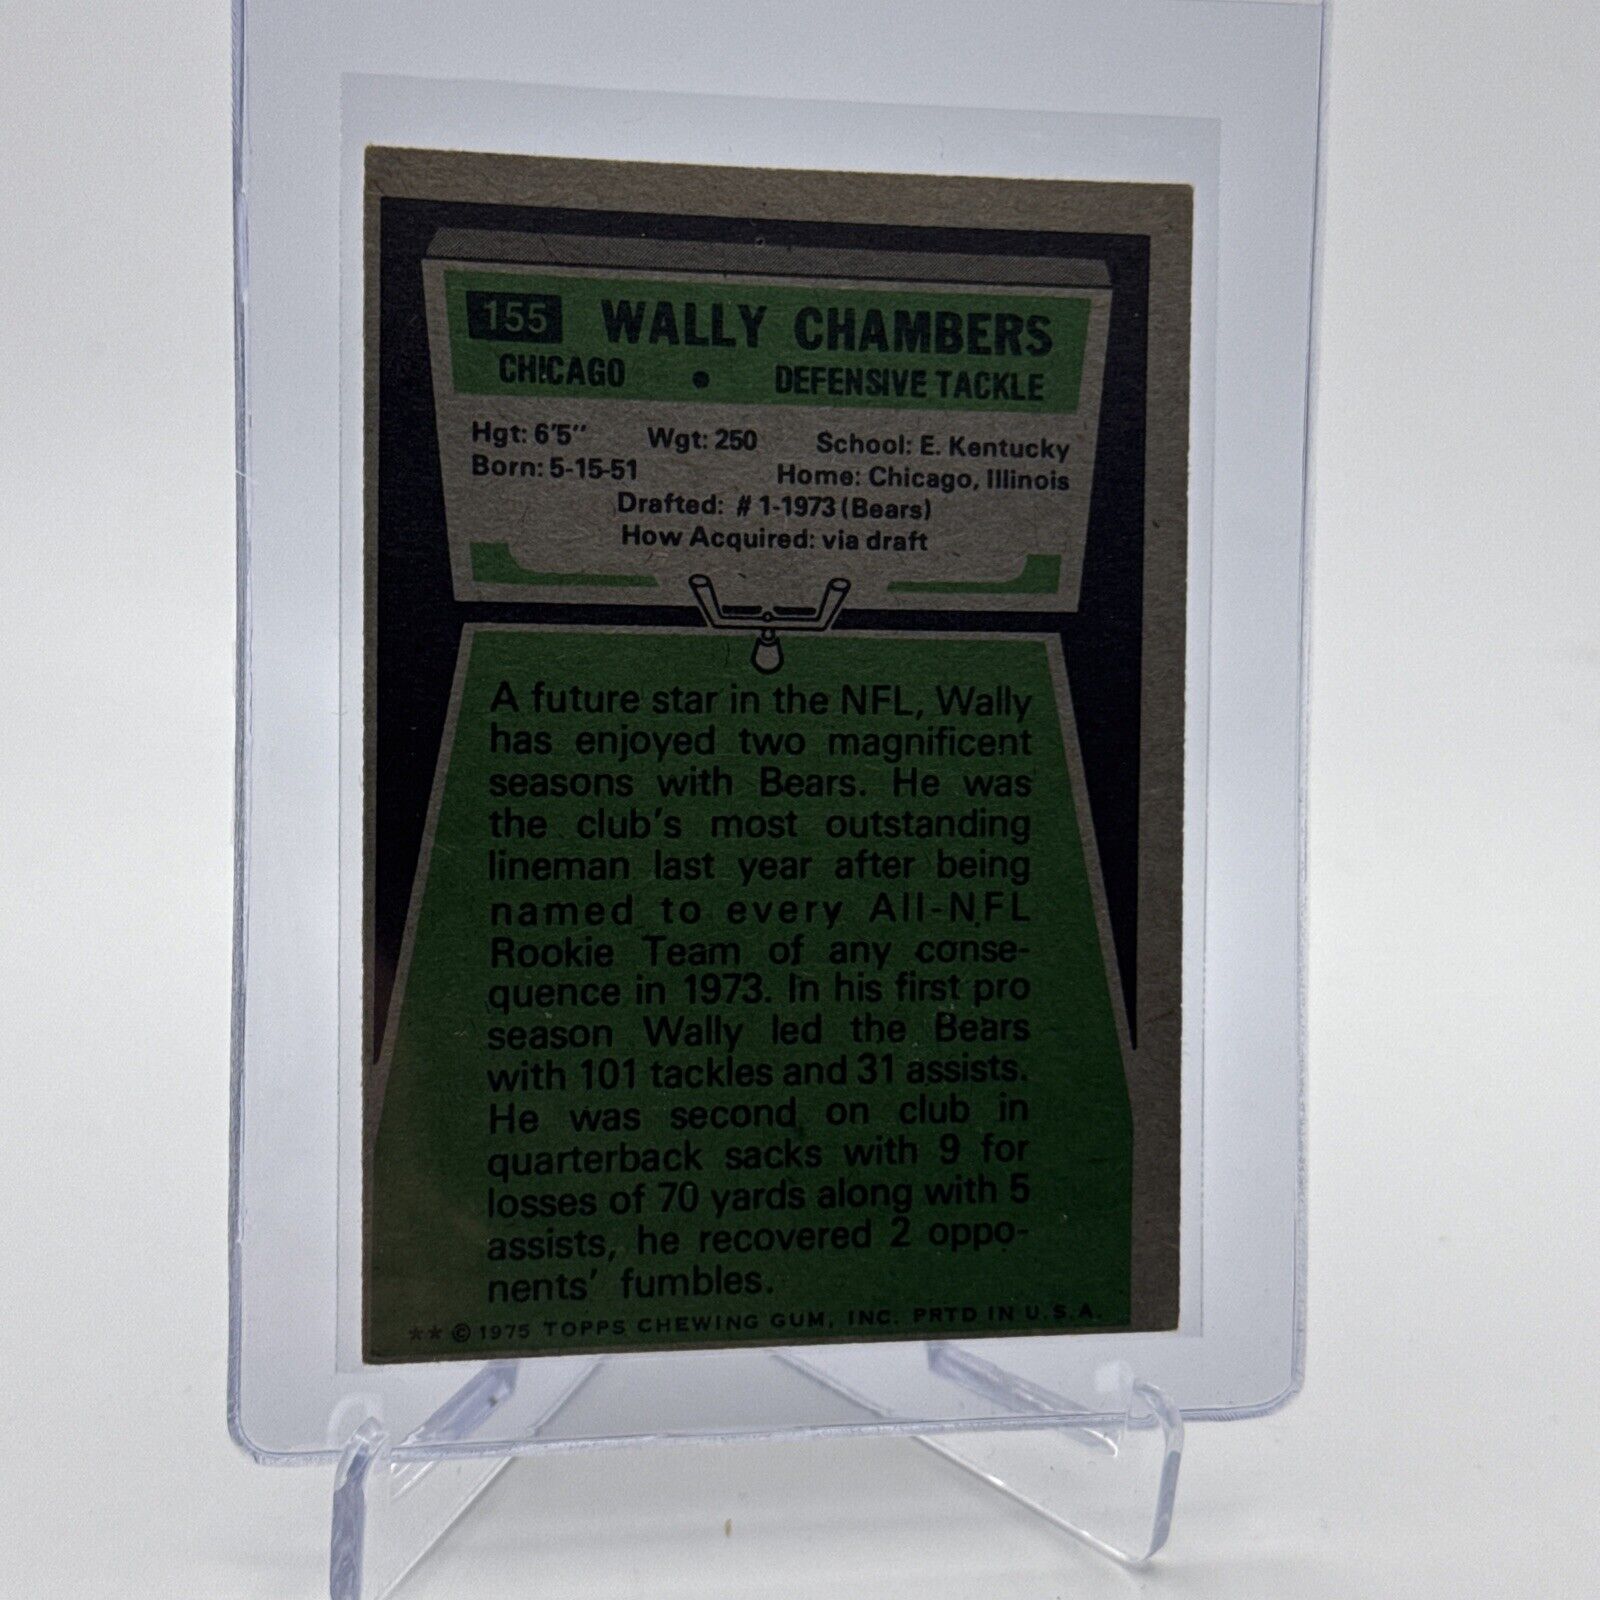 155 WALLY CHAMBERS
CHICAGO • DEFENSIVE TACKLE
Hgt: 6'5" Wgt: 250 School: E. Kentucky
Born: 5-15-51 Home: Chicago, Illinois
Drafted: #1-1973 (Bears)
How Acquired: via draft
A future star in the NFL, Wally
has enjoyed two magnificent
seasons with Bears. He was
the club's most outstanding
lineman last year after being
named to every All-NFL
Rookie Team of any conse-
quence in 1973. In his first pro
season Wally led the Bears
with 101 tackles and 31 assists.
He was second on club in
quarterback sacks with 9 for
losses of 70 yards along with 5
assists, he recovered 2 oppo-
nents' fumbles.
** © 1975 TOPPS CHEWING GUM, INC. PRTD IN U.S.A.